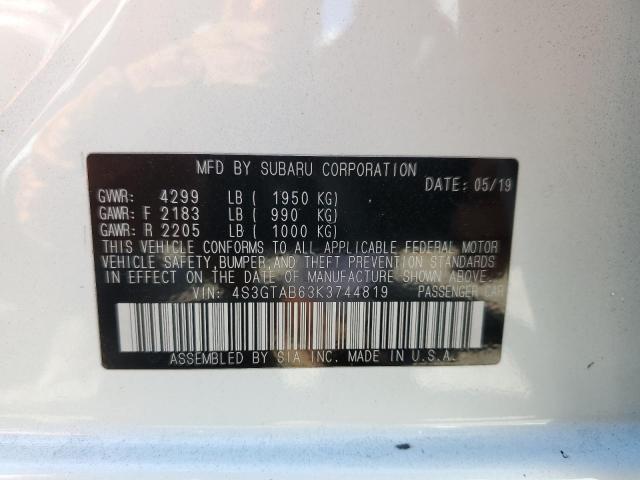 MFD BY SUBARU CORPORATION
DATE: 05/19
GVWR: 4299 LB ( 1950 KG)
GAWR: F 2183 LB ( 990 KG)
GAWR: R 2205 LB ( 1000 KG)
THIS VEHICLE CONFORMS TO ALL APPLICABLE FEDERAL MOTOR
VEHICLE SAFETY, BUMPER, AND THEFT PREVENTION STANDARDS
IN EFFECT ON THE DATE OF MANUFACTURE SHOWN ABOVE.
VIN: 4S3GTAB63K3744819 PASSENGER CAR
ASSEMBLED BY SIA INC. MADE IN U.S.A.